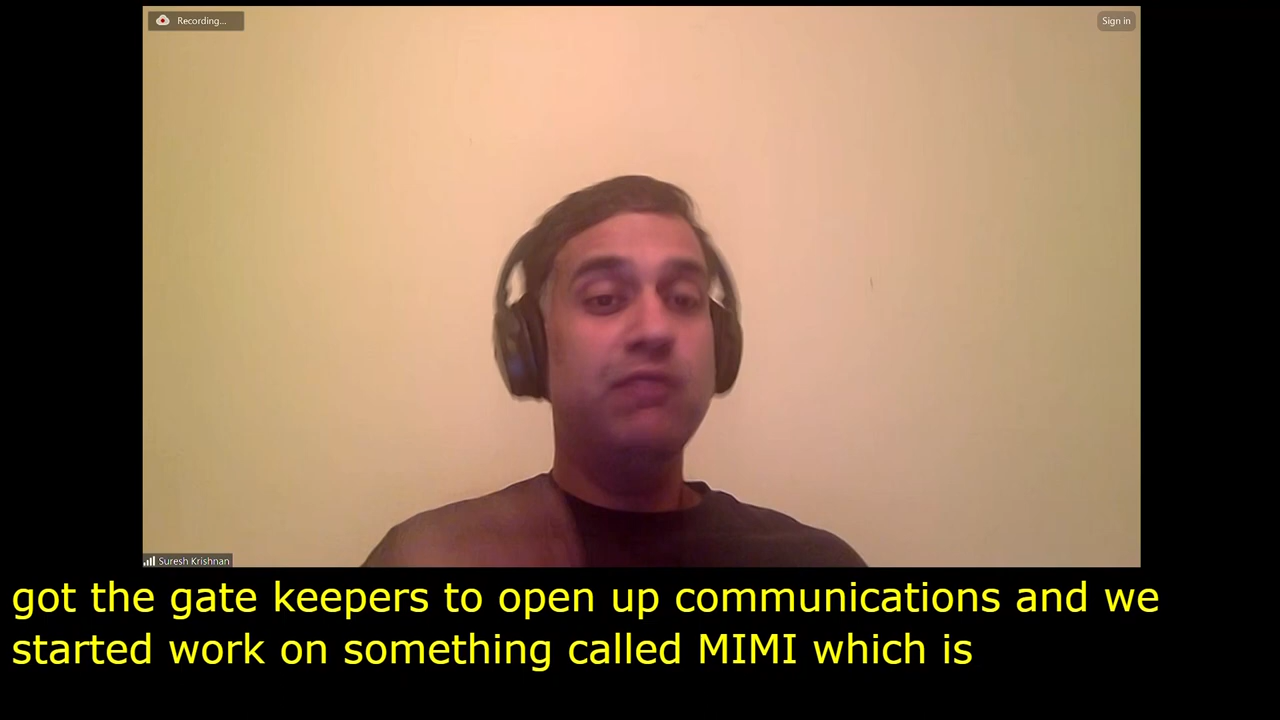 Recording...
Sign in
Suresh Krishnan
got the gate keepers to open up communications and we
started work on something called MIMI which is